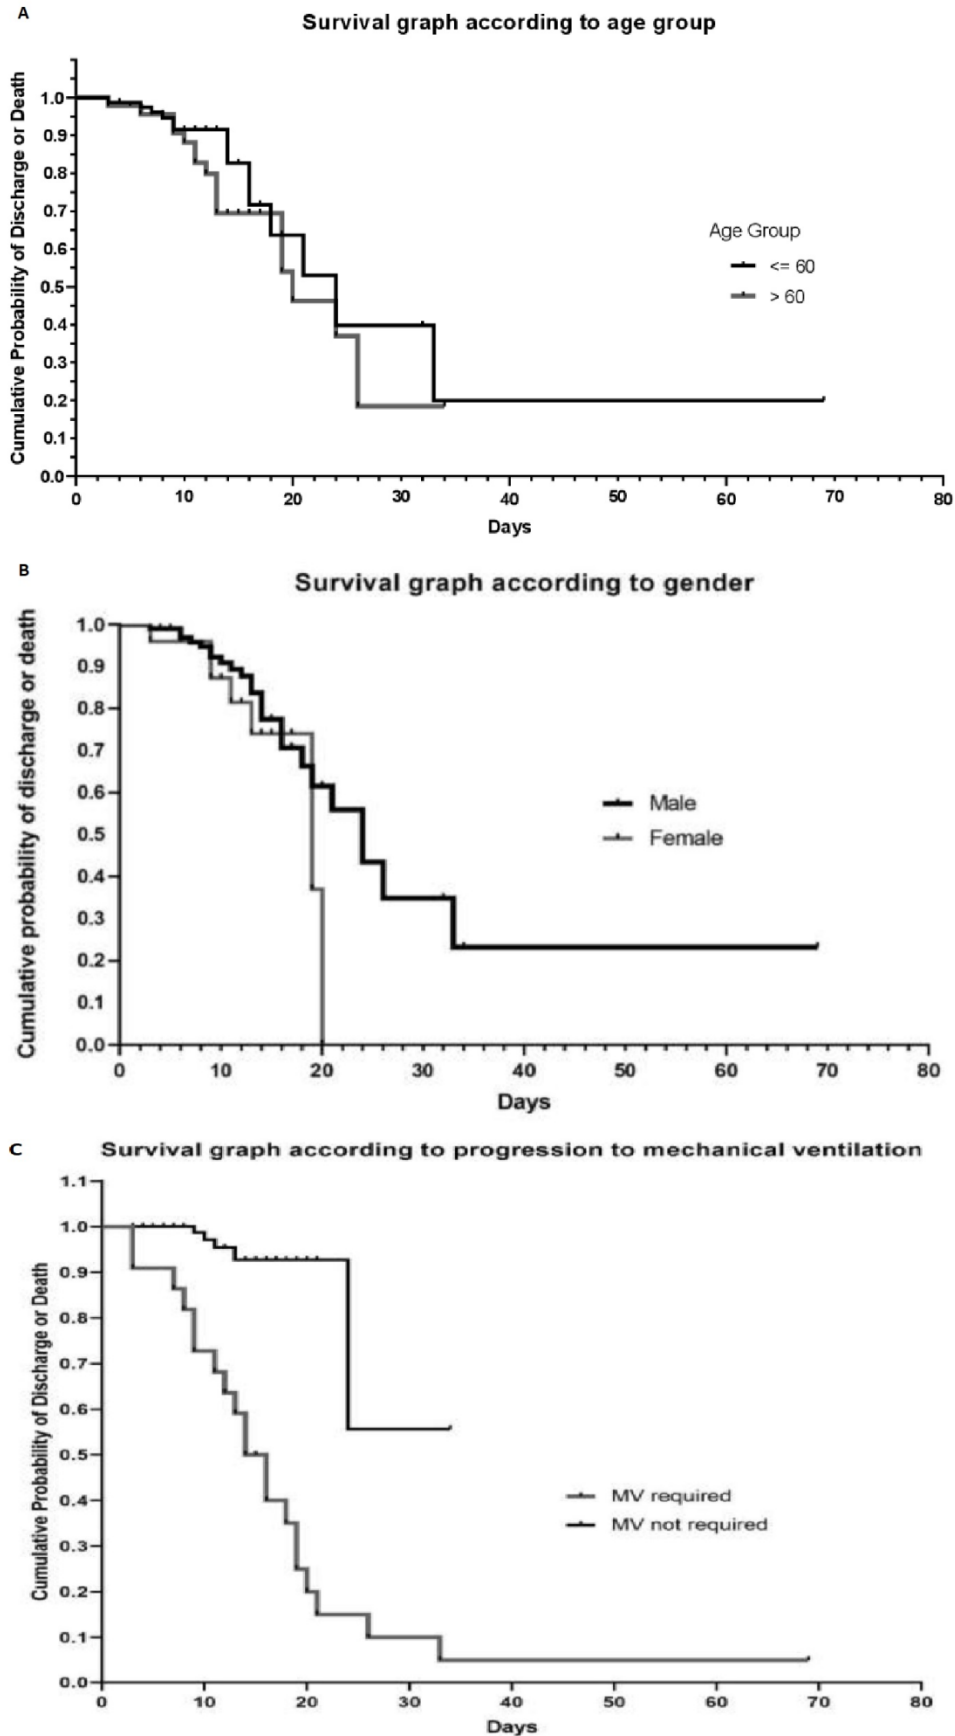 A
Survival graph according to age group
Cumulative Probability of Discharge or Death
1.0
0.9
0.8
0.7
0.6
0.5
0.4
0.3
0.2
0.1
0.0
Age Group
<= 60
> 60
0 10 20 30 40 50 60 70 80
Days
B
Survival graph according to gender
Cumulative probability of discharge or death
1.0
0.9
0.8
0.7
0.6
0.5
0.4
0.3
0.2
0.1
0.0
Male
Female
0 10 20 30 40 50 60 70 80
Days
C
Survival graph according to progression to mechanical ventilation
Cumulative Probability of Discharge or Death
1.1
1.0
0.9
0.8
0.7
0.6
0.5
0.4
0.3
0.2
0.1
0.0
MV required
MV not required
0 10 20 30 40 50 60 70 80
Days